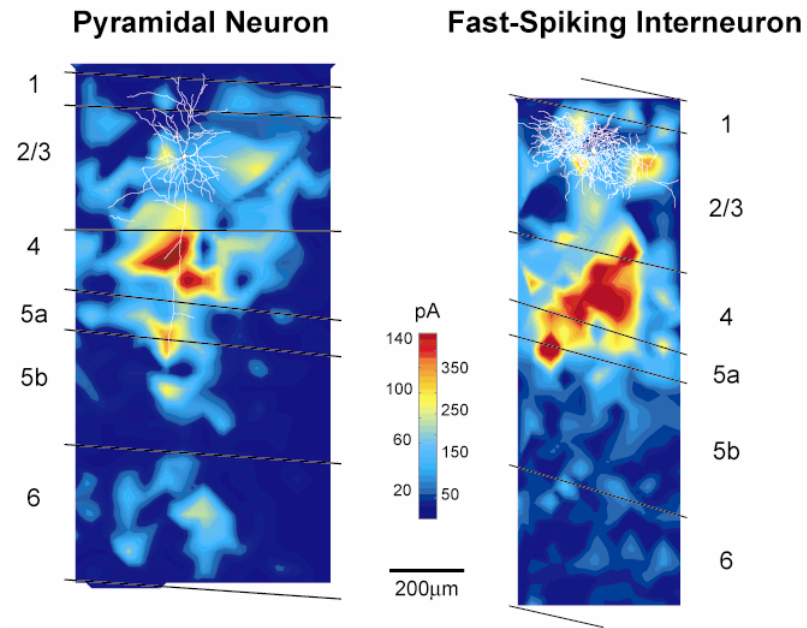 Pyramidal Neuron
Fast-Spiking Interneuron
1
2/3
4
5a
5b
6
pA
140
100
60
20
350
250
150
50
200μm
1
2/3
4
5a
5b
6